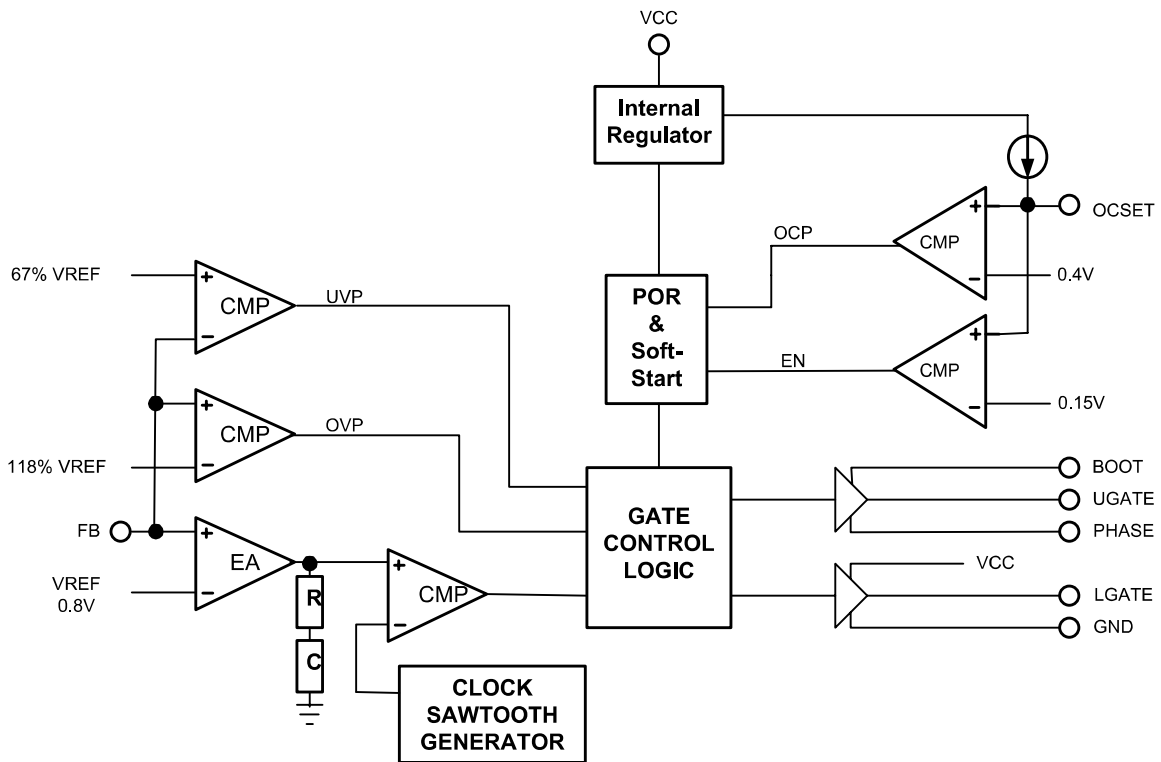 VCC
Internal
Regulator
+
CMP
−
OCSET
0.4V
OCP
POR
&
Soft-
Start
+
CMP
−
EN
0.15V
67% VREF
+
CMP
−
UVP
+
CMP
−
OVP
118% VREF
FB
+
EA
−
VREF
0.8V
R
C
+
CMP
−
CLOCK
SAWTOOTH
GENERATOR
GATE
CONTROL
LOGIC
BOOT
UGATE
PHASE
VCC
LGATE
GND